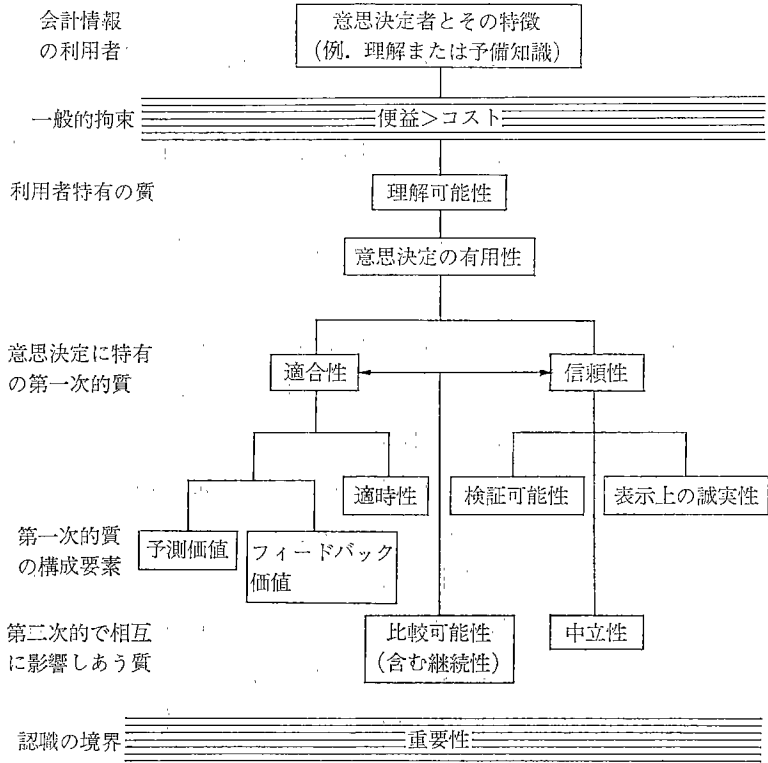 会計情報
の利用者
意思決定者とその特徴
(例．理解または予備知識)
一般的拘束
便益＞コスト
利用者特有の質
理解可能性
意思決定の有用性
意思決定に特有
の第一次的質
適合性
信頼性
適時性
検証可能性
表示上の誠実性
第一次的質
の構成要素
予測価値
フィードバック
価値
第二次的で相互
に影響しあう質
比較可能性
(含む継続性)
中立性
認職の境界
重要性